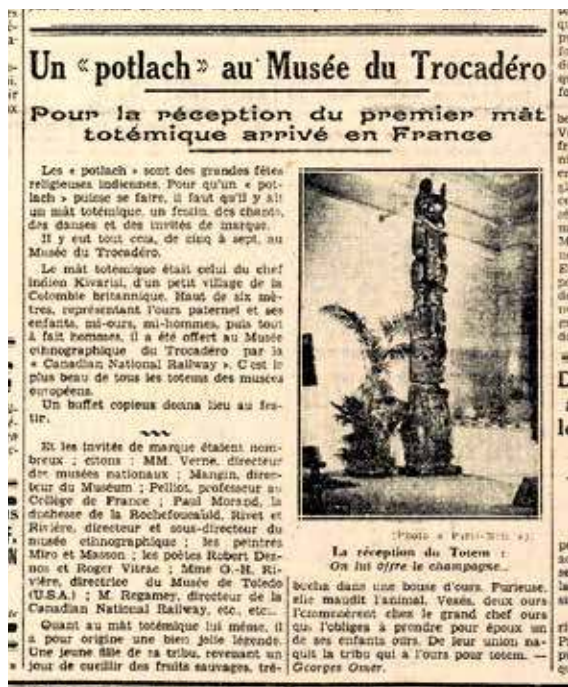 Un « potlach » au Musée du Trocadéro
Pour la réception du premier mât
totémique arrivé en France
Les « potlach » sont des grandes fêtes
religieuses indiennes. Pour qu'un « pot-
lach » puisse se faire, il faut qu'il y ait
un mât totémique, un festin, des chants,
des danses et des invités de marque.
Il y eut tout cela, de cinq à sept, au
Musée du Trocadéro.
Le mât totémique était celui du chef
indien Kivarisi, d'un petit village de la
Colombie britannique. Haut de six mè-
tres, représentant l'ours paternel et ses
enfants, mi-ours, mi-hommes, puis tout
à fait hommes, il a été offert au Musée
ethnographique du Trocadéro par la
« Canadian National Railway ». C'est le
plus beau de tous les totems des musées
européens.
Un buffet copieux donna lieu au fes-
tin.
Et les invités de marque étaient nom-
breux ; citons : MM. Verne, directeur
des musées nationaux ; Mangin, direc-
teur du Muséum ; Pelliot, professeur au
Collège de France ; Paul Morand, la
duchesse de la Rochefoucauld, Rivet et
Rivière, directeur et sous-directeur du
musée ethnographique ; les peintres
Miro et Masson ; les poètes Robert Dez-
nos et Roger Vitrac ; Mme G.-H. Ri-
vière, directrice du Musée de Toledo
(U.S.A.) ; M. Regamey, directeur de la
Canadian National Railway, etc., etc...
Quant au mât totémique lui même, il
a pour origine une bien jolie légende.
Une jeune fille de sa tribu, revenant un
jour de cueillir des fruits sauvages, tré-
(Photo « Paris-Midi »).
La réception du Totem :
On lui offre le champagne...
bucha dans une bouse d'ours. Furieuse,
elle maudit l'animal. Vexés, deux ours
l'emmenèrent chez le grand chef ours
qui l'obligea à prendre pour époux un
de ses enfants ours. De leur union na-
quit la tribu qui a l'ours pour totem. —
Georges Omer.